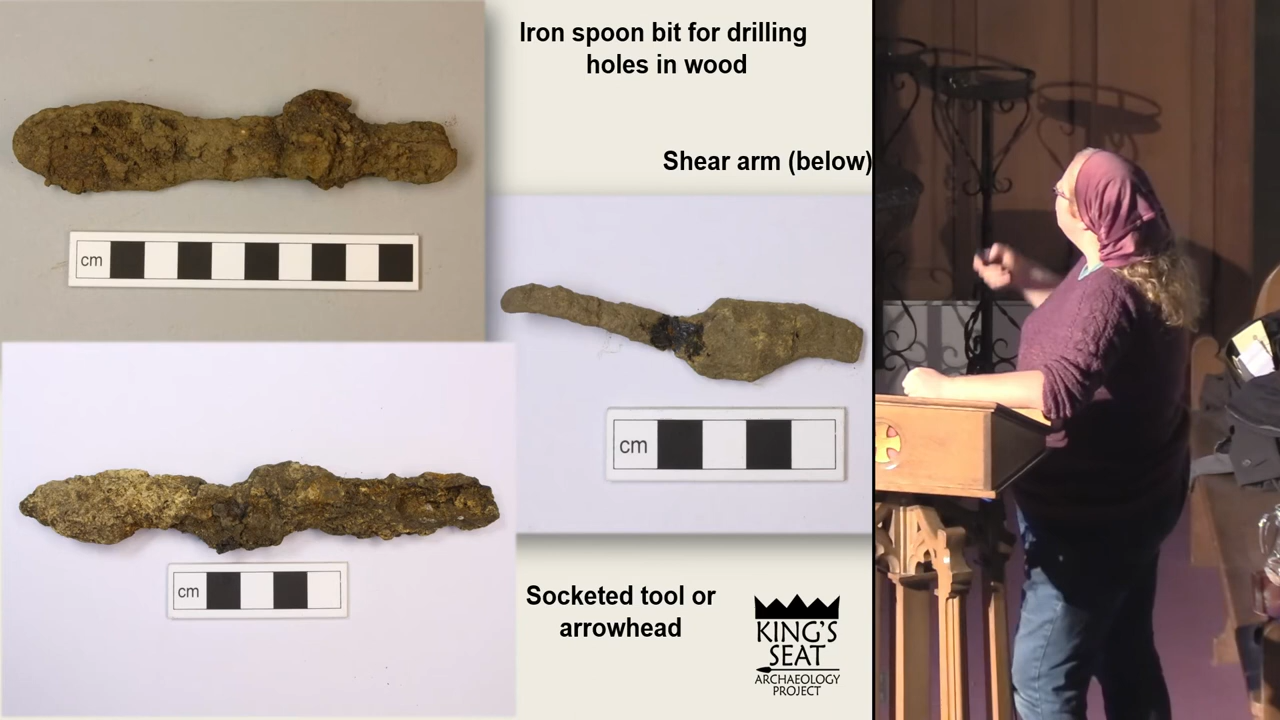 Iron spoon bit for drilling
holes in wood
Shear arm (below)
cm
cm
cm
Socketed tool or
arrowhead
KING'S
SEAT
ARCHAEOLOGY
PROJECT